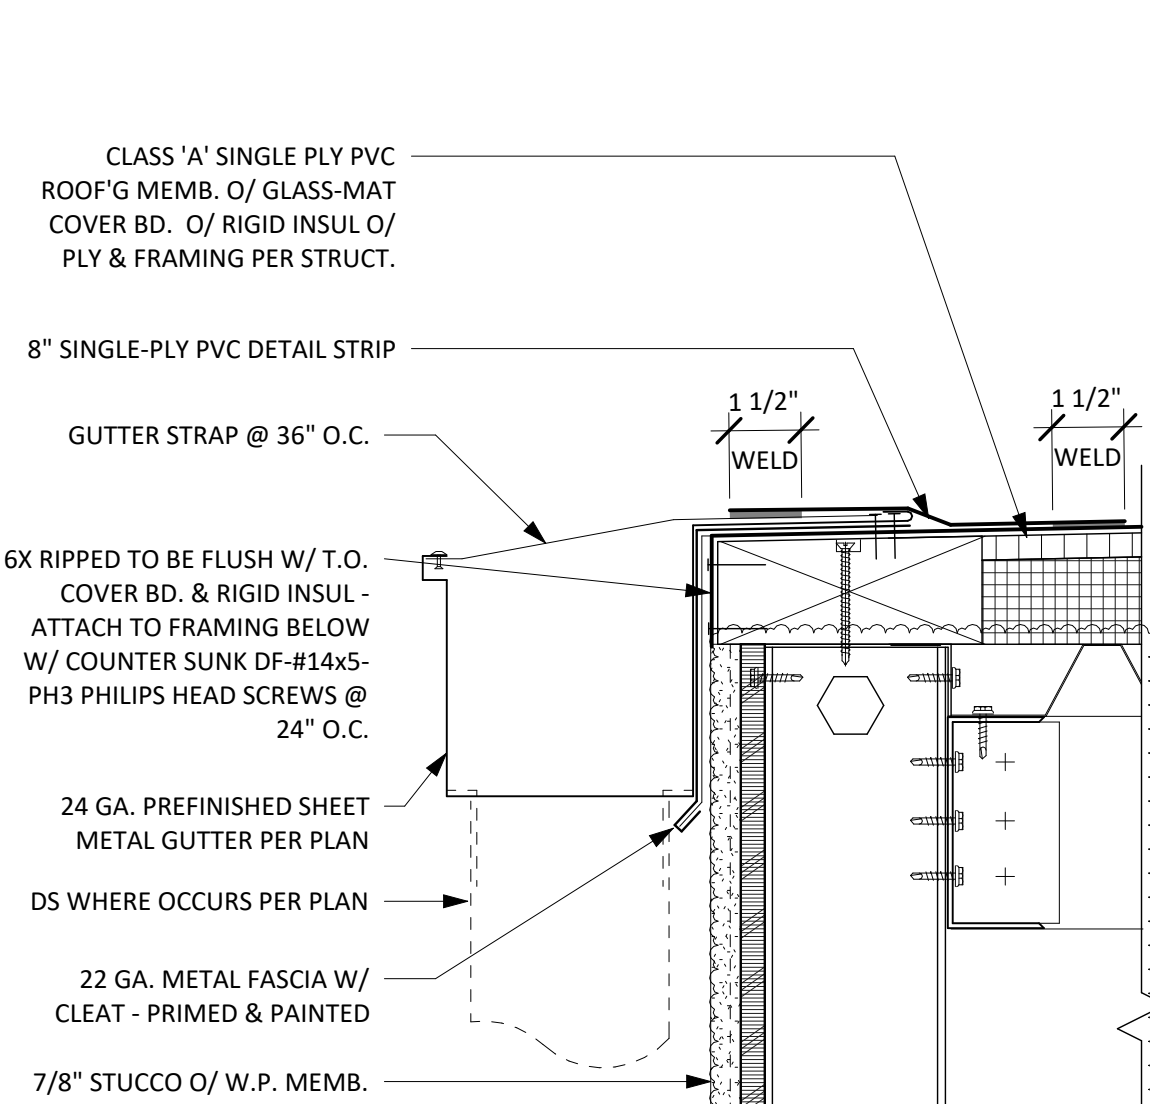 CLASS 'A' SINGLE PLY PVC
ROOF'G MEMB. O/ GLASS-MAT
COVER BD. O/ RIGID INSUL O/
PLY & FRAMING PER STRUCT.
8" SINGLE-PLY PVC DETAIL STRIP
1 1/2"
WELD
1 1/2"
WELD
GUTTER STRAP @ 36" O.C.
6X RIPPED TO BE FLUSH W/ T.O.
COVER BD. & RIGID INSUL -
ATTACH TO FRAMING BELOW
W/ COUNTER SUNK DF-#14x5-
PH3 PHILIPS HEAD SCREWS @
24" O.C.
24 GA. PREFINISHED SHEET
METAL GUTTER PER PLAN
DS WHERE OCCURS PER PLAN
22 GA. METAL FASCIA W/
CLEAT - PRIMED & PAINTED
7/8" STUCCO O/ W.P. MEMB.